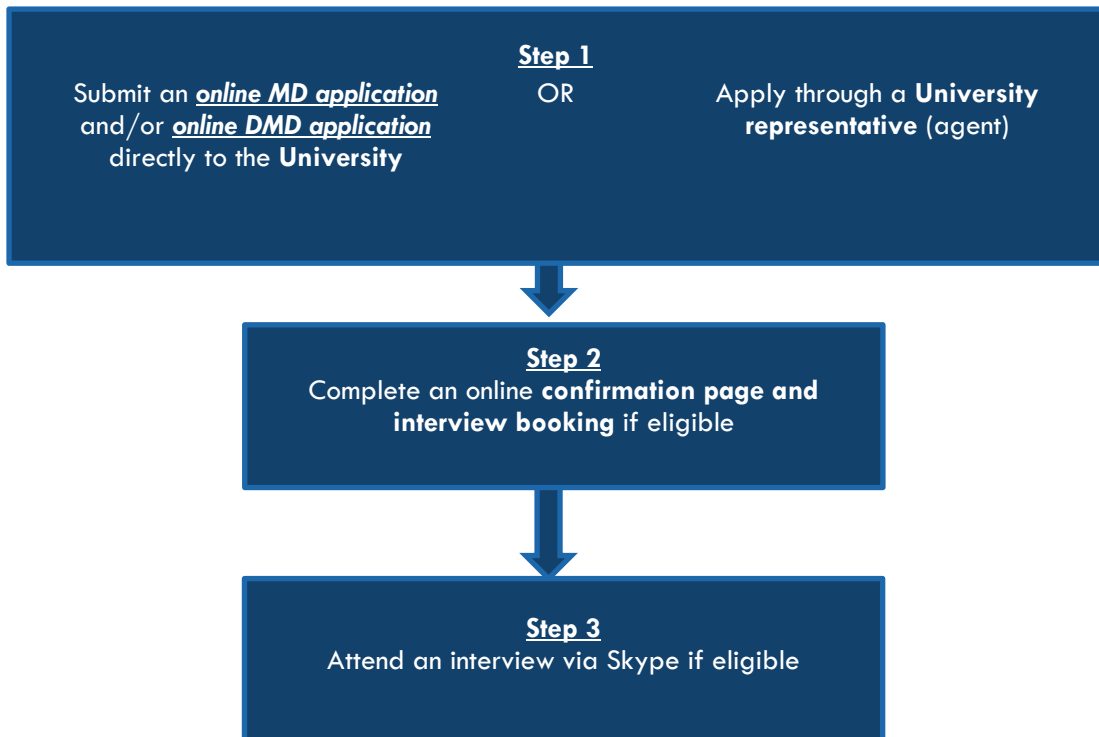 Step 1
Submit an online MD application
and/or online DMD application
directly to the University
OR
Apply through a University
representative (agent)
Step 2
Complete an online confirmation page and
interview booking if eligible
Step 3
Attend an interview via Skype if eligible